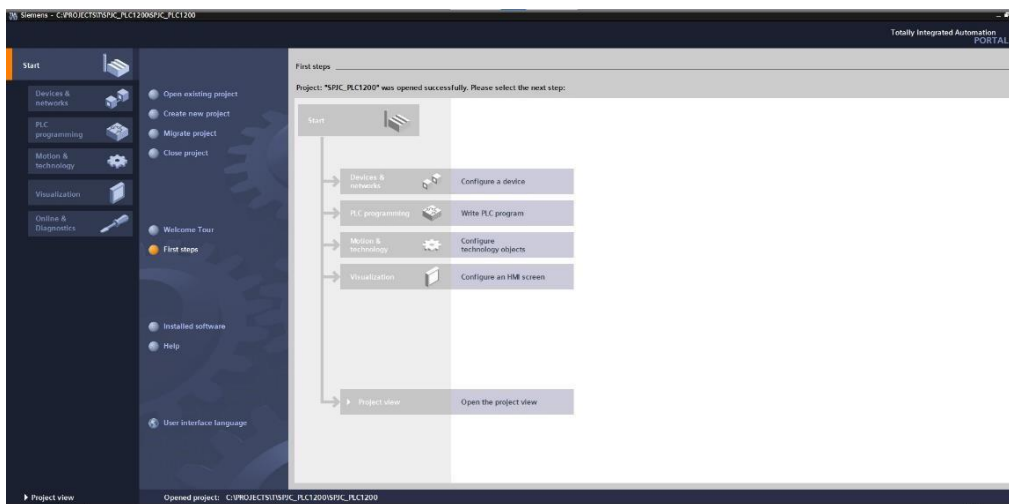 Siemens - C:\PROJECTS\T\SPJC_PLC1200\SPJC_PLC1200
Totally Integrated Automation
PORTAL
Start
Devices &
networks
PLC
programming
Motion &
technology
Visualization
Online &
Diagnostics
Open existing project
Create new project
Migrate project
Close project
Welcome Tour
First steps
Installed software
Help
User interface language
First steps
Project: "SPJC_PLC1200" was opened successfully. Please select the next step:
Start
Devices &
networks
Configure a device
PLC programming
Write PLC program
Motion &
technology
Configure
technology objects
Visualization
Configure an HMI screen
Project view
Open the project view
Project view
Opened project: C:\PROJECTS\T\SPJC_PLC1200\SPJC_PLC1200